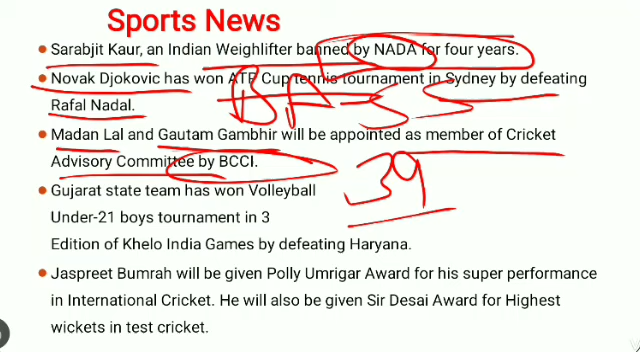 Sports News
• Sarabjit Kaur, an Indian Weighlifter banned by NADA for four years.
• Novak Djokovic has won ATP Cup tennis tournament in Sydney by defeating
Rafal Nadal.
• Madan Lal and Gautam Gambhir will be appointed as member of Cricket
Advisory Committee by BCCI.
• Gujarat state team has won Volleyball
Under-21 boys tournament in 3
Edition of Khelo India Games by defeating Haryana.
• Jaspreet Bumrah will be given Polly Umrigar Award for his super performance
in International Cricket. He will also be given Sir Desai Award for Highest
wickets in test cricket.
39